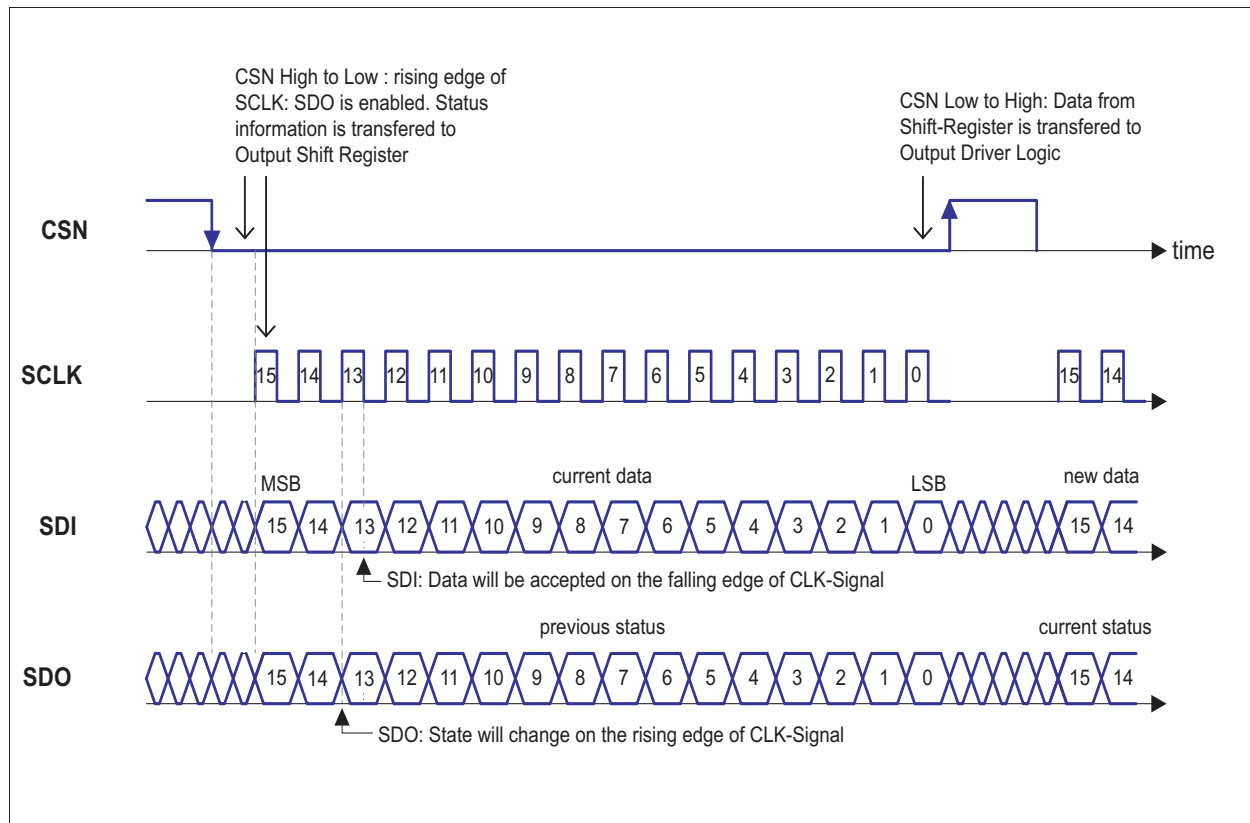 CSN High to Low : rising edge of
SCLK: SDO is enabled. Status
information is transfered to
Output Shift Register
CSN Low to High: Data from
Shift-Register is transfered to
Output Driver Logic
CSN
time
SCLK
15 14 13 12 11 10 9 8 7 6 5 4 3 2 1 0 15 14
MSB
current data
LSB
new data
SDI
15 14 13 12 11 10 9 8 7 6 5 4 3 2 1 0 15 14
SDI: Data will be accepted on the falling edge of CLK-Signal
previous status
current status
SDO
15 14 13 12 11 10 9 8 7 6 5 4 3 2 1 0 15 14
SDO: State will change on the rising edge of CLK-Signal